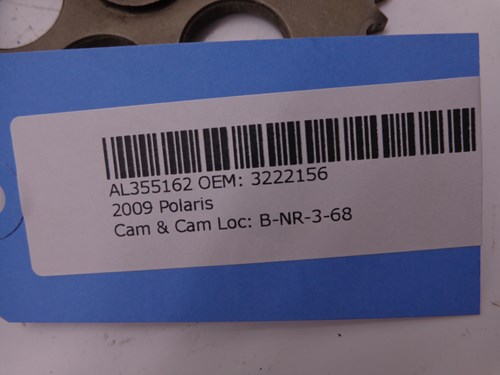 AL355162 OEM: 3222156
2009 Polaris
Cam & Cam Loc: B-NR-3-68